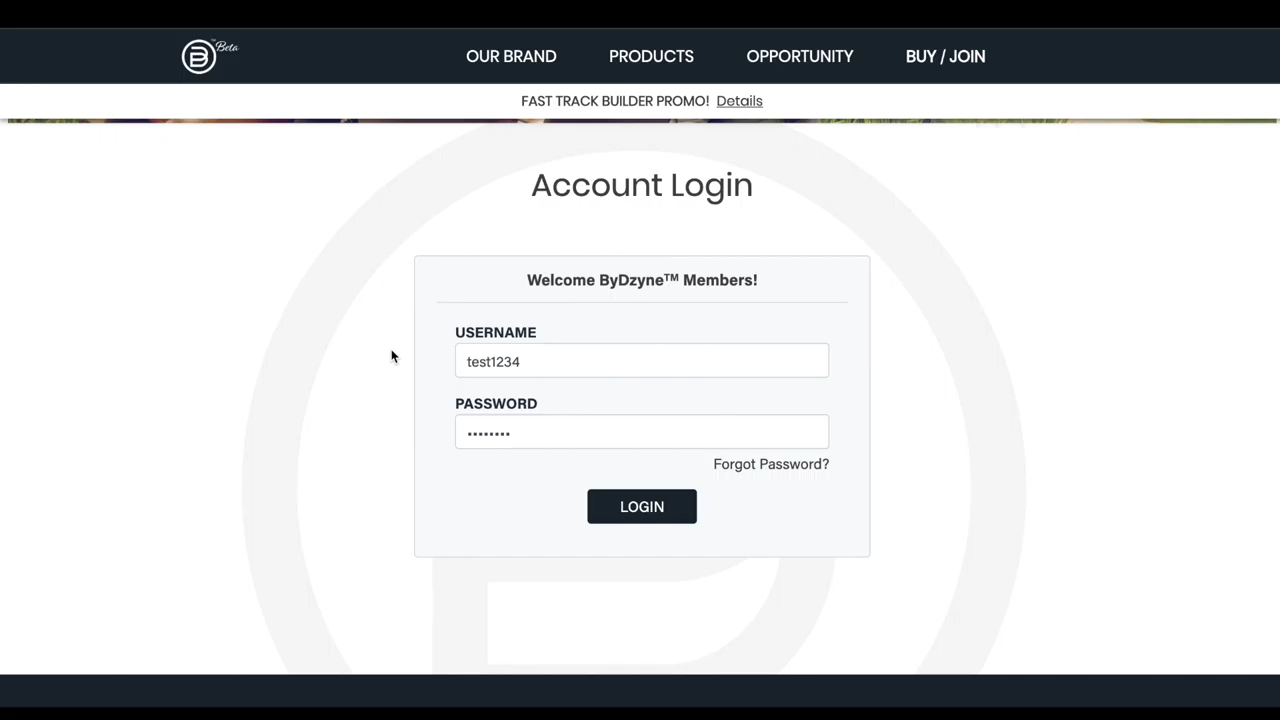 B™ Beta
OUR BRAND PRODUCTS OPPORTUNITY BUY / JOIN
FAST TRACK BUILDER PROMO! Details
Account Login
Welcome ByDzyne™ Members!
USERNAME
test1234
PASSWORD
••••••••
Forgot Password?
LOGIN